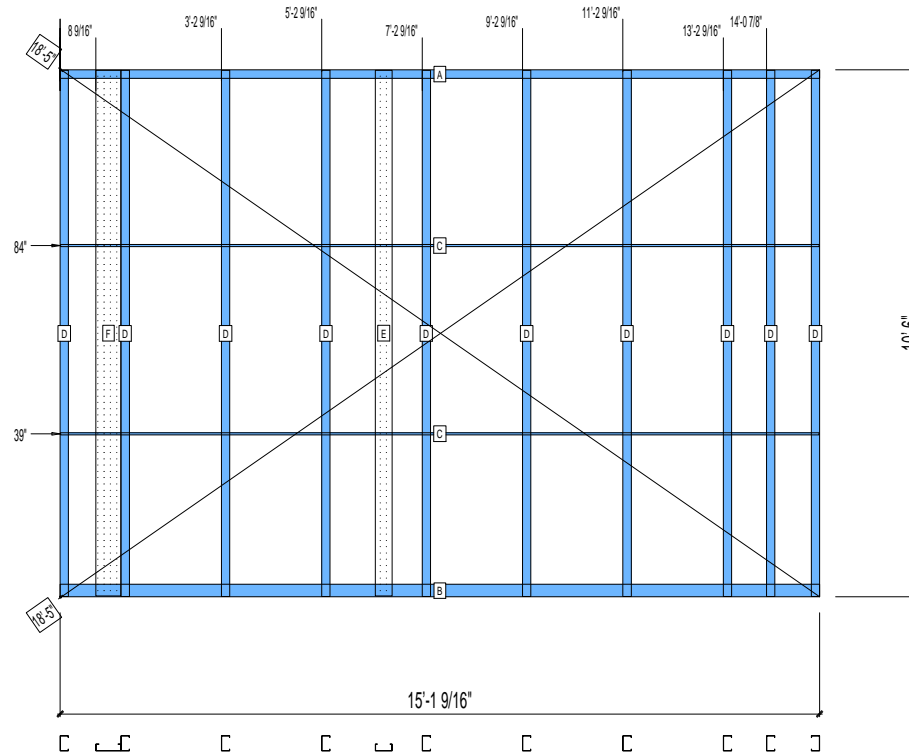 11'-2 9/16"
5'-2 9/16"
14'-0 7/8"
3'-2 9/16"
9'-2 9/16"
8 9/16"
7'-2 9/16"
13'-2 9/16"
18'-5"
A
84"
C
D F D D D E D D D D D D
10'-6"
39"
C
B
18'-5"
15'-1 9/16"